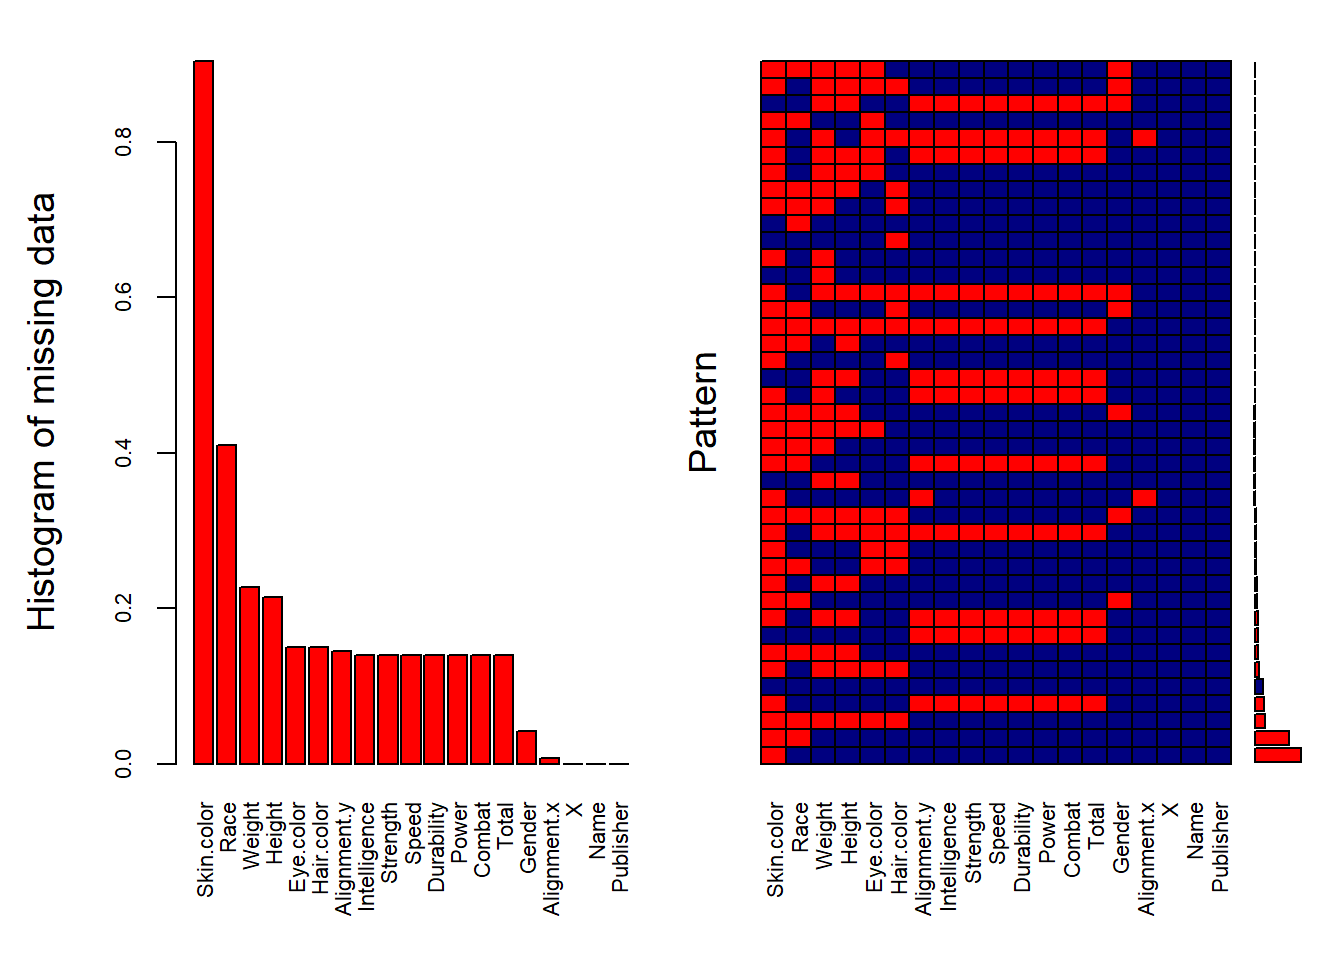 Histogram of missing data
0.8
0.6
0.4
0.2
0.0
Skin.color
Race
Weight
Height
Eye.color
Hair.color
Alignment.y
Intelligence
Strength
Speed
Durability
Power
Combat
Total
Gender
Alignment.x
X
Name
Publisher
Pattern
Skin.color
Race
Weight
Height
Eye.color
Hair.color
Alignment.y
Intelligence
Strength
Speed
Durability
Power
Combat
Total
Gender
Alignment.x
X
Name
Publisher